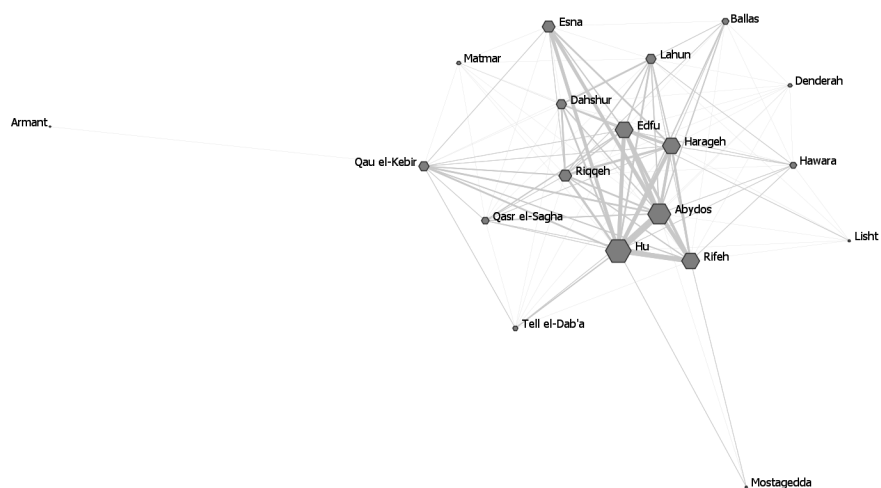 Esna
Ballas
Lahun
Matmar
Denderah
Dahshur
Armant
Edfu
Harageh
Qau el-Kebir
Hawara
Riqqeh
Abydos
Qasr el-Sagha
Lisht
Hu
Rifeh
Tell el-Dab'a
Mostagedda